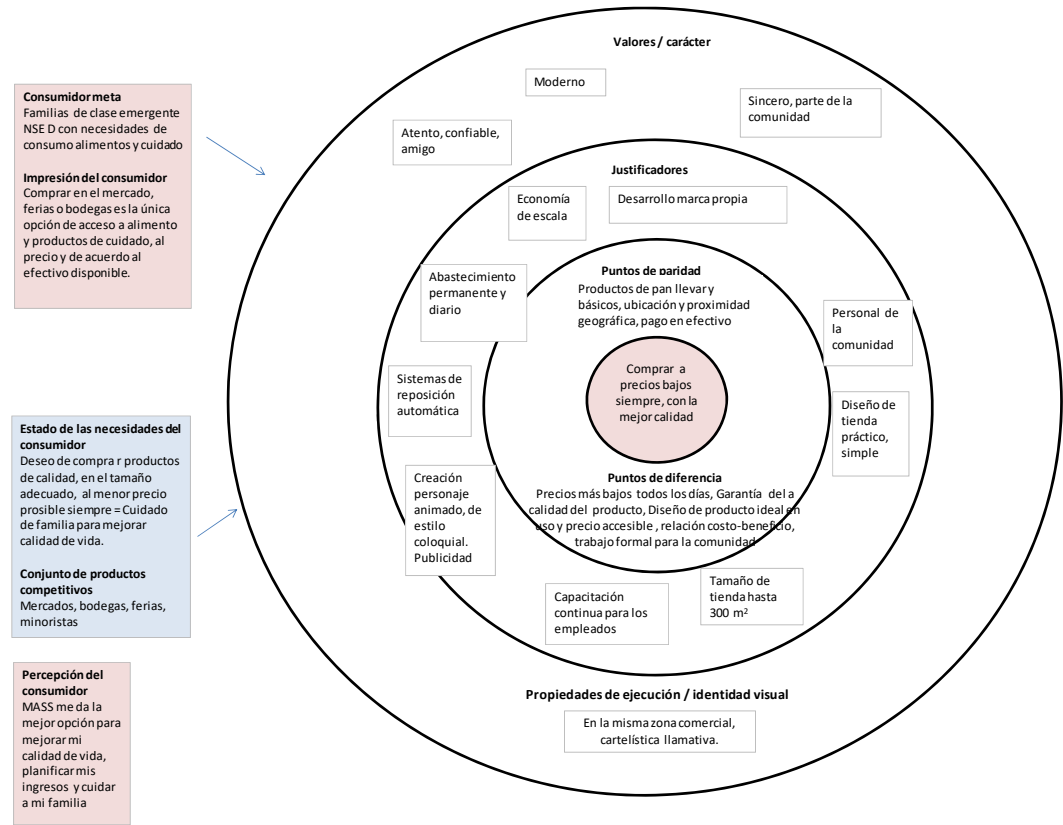 Valores / carácter
Moderno
Sincero, parte de la
comunidad
Atento, confiable,
amigo
Consumidor meta
Familias de clase emergente
NSE D con necesidades de
consumo alimentos y cuidado
Impresión del consumidor
Comprar en el mercado,
ferias o bodegas es la única
opción de acceso a alimento
y productos de cuidado, al
precio y de acuerdo al
efectivo disponible.
Justificadores
Economía
de escala
Desarrollo marca propia
Abastecimiento
permanente y
diario
Puntos de paridad
Productos de pan llevar y
básicos, ubicación y proximidad
geográfica, pago en efectivo
Personal de
la
comunidad
Sistemas de
reposición
automática
Comprar a
precios bajos
siempre, con la
mejor calidad
Diseño de
tienda
práctico,
simple
Estado de las necesidades del
consumidor
Deseo de compra r productos
de calidad, en el tamaño
adecuado, al menor precio
prosible siempre = Cuidado
de familia para mejorar
calidad de vida.
Conjunto de productos
competitivos
Mercados, bodegas, ferias,
minoristas
Creación
personaje
animado, de
estilo
coloquial.
Publicidad
Puntos de diferencia
Precios más bajos todos los días, Garantía del a
calidad del producto, Diseño de producto ideal en
uso y precio accesible , relación costo-beneficio,
trabajo formal para la comunidad
Capacitación
continua para los
empleados
Tamaño de
tienda hasta
300 m²
Percepción del
consumidor
MASS me da la
mejor opción para
mejorar mi
calidad de vida,
planificar mis
ingresos y cuidar
a mi familia
Propiedades de ejecución / identidad visual
En la misma zona comercial,
cartelística llamativa.